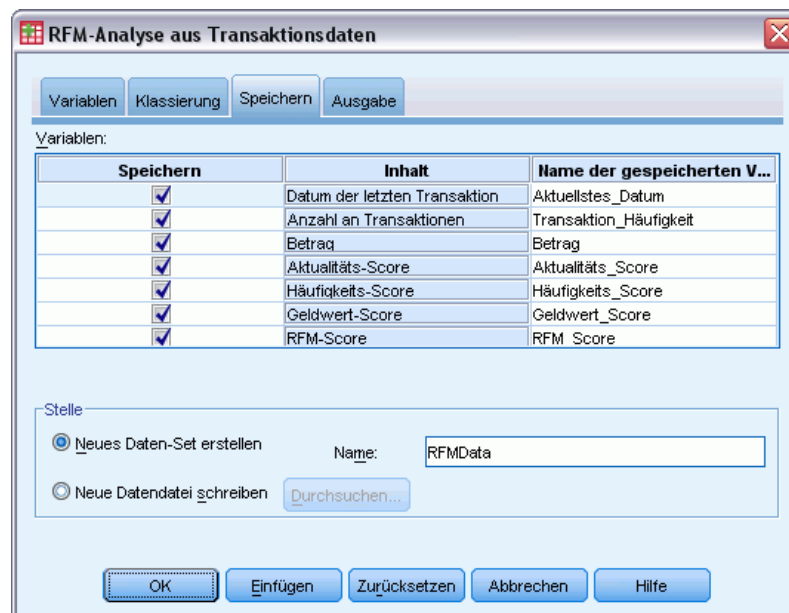 RFM-Analyse aus Transaktionsdaten
Variablen Klassierung Speichern Ausgabe
Variablen:
Speichern Inhalt Name der gespeicherten V...
Datum der letzten Transaktion Aktuellstes_Datum
Anzahl an Transaktionen Transaktion_Häufigkeit
Betrag Betrag
Aktualitäts-Score Aktualitäts_Score
Häufigkeits-Score Häufigkeits_Score
Geldwert-Score Geldwert_Score
RFM-Score RFM_Score
Stelle
Neues Daten-Set erstellen Name: RFMData
Neue Datendatei schreiben Durchsuchen...
OK Einfügen Zurücksetzen Abbrechen Hilfe